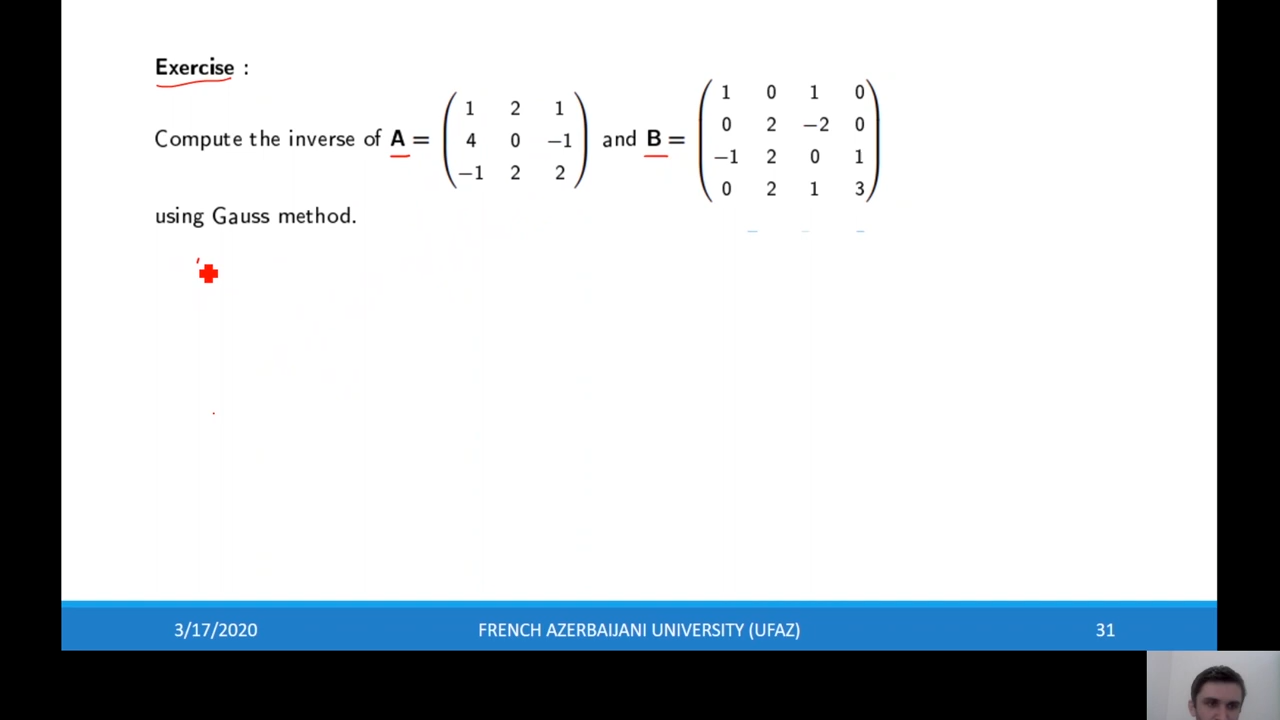 Exercise :
Compute the inverse of A = ( 1 2 1 ; 4 0 −1 ; −1 2 2 ) and B = ( 1 0 1 0 ; 0 2 −2 0 ; −1 2 0 1 ; 0 2 1 3 )
using Gauss method.
3/17/2020 FRENCH AZERBAIJANI UNIVERSITY (UFAZ) 31